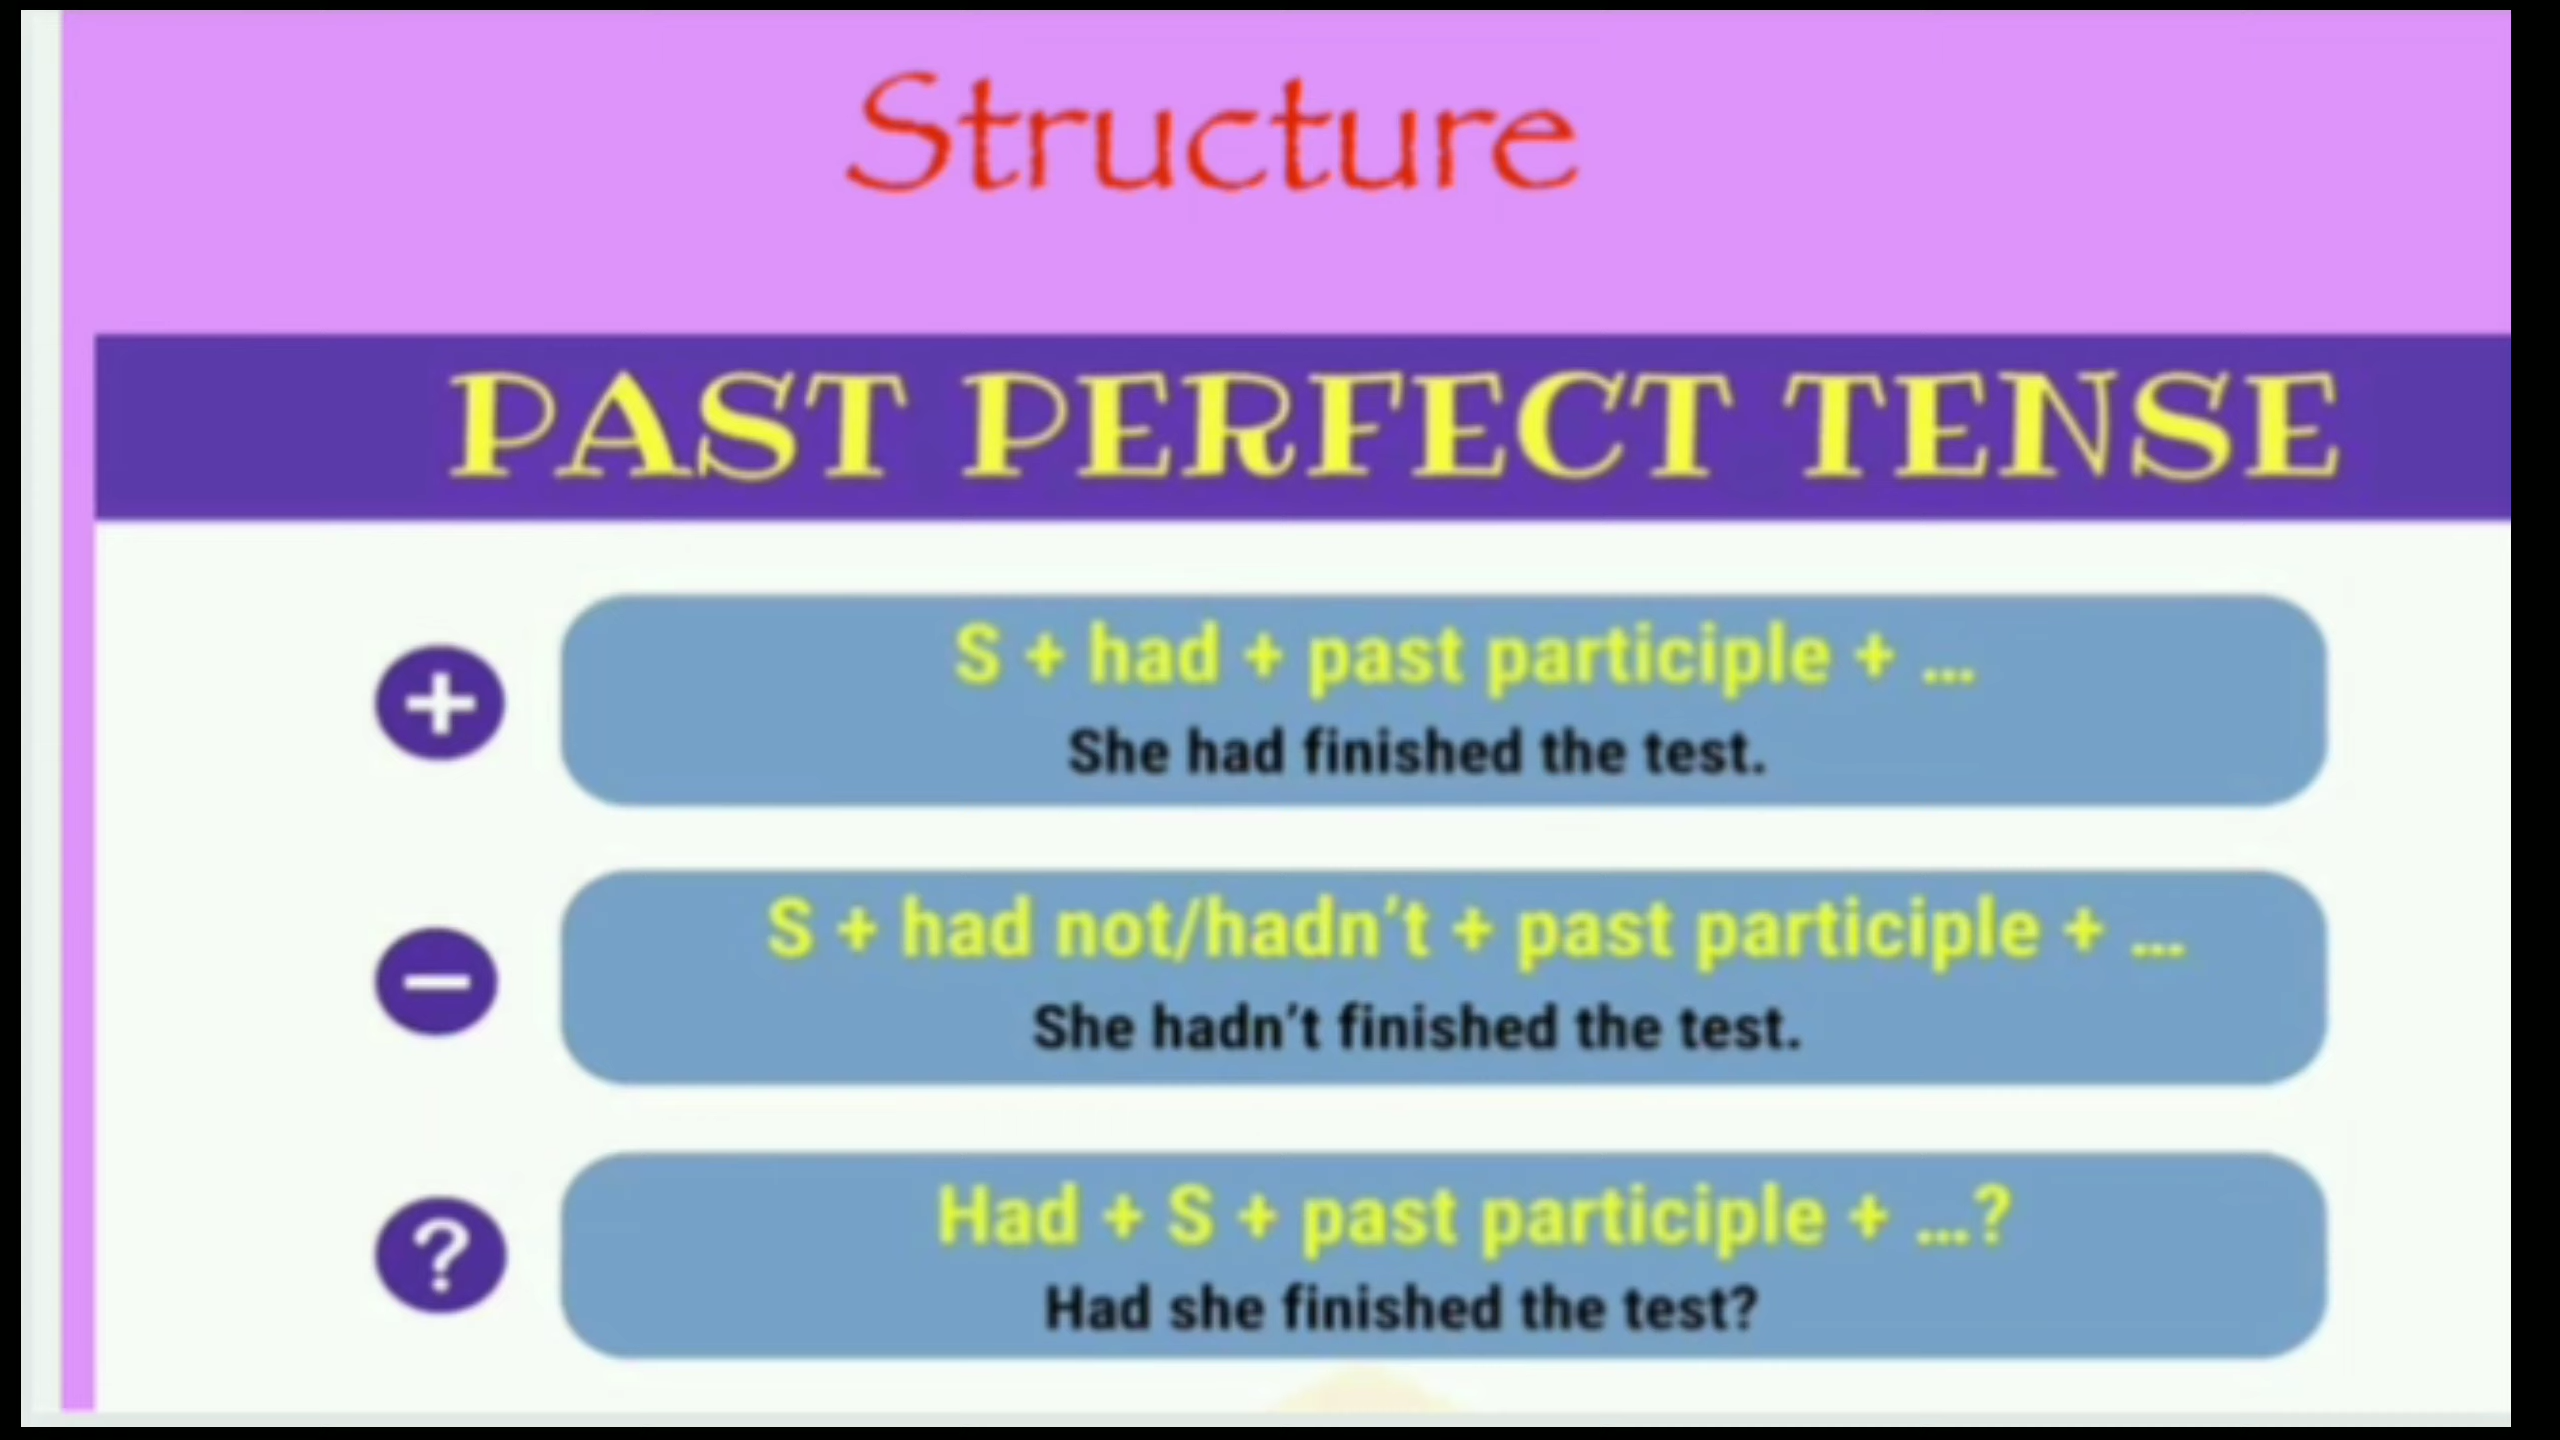 Structure
PAST PERFECT TENSE
+
S + had + past participle + ...
She had finished the test.
−
S + had not/hadn’t + past participle + ...
She hadn’t finished the test.
?
Had + S + past participle + ...?
Had she finished the test?